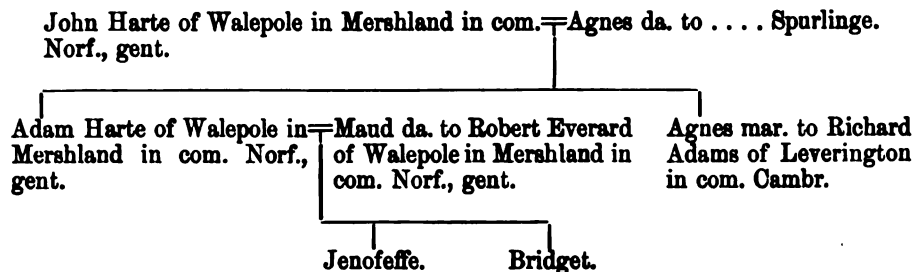 John Harte of Walepole in Mershland in com. Norf., gent.
Agnes da. to .... Spurlinge.
Adam Harte of Walepole in Mershland in com. Norf., gent.
Maud da. to Robert Everard of Walepole in Mershland in com. Norf., gent.
Agnes mar. to Richard Adams of Leverington in com. Cambr.
Jenofeffe.
Bridget.